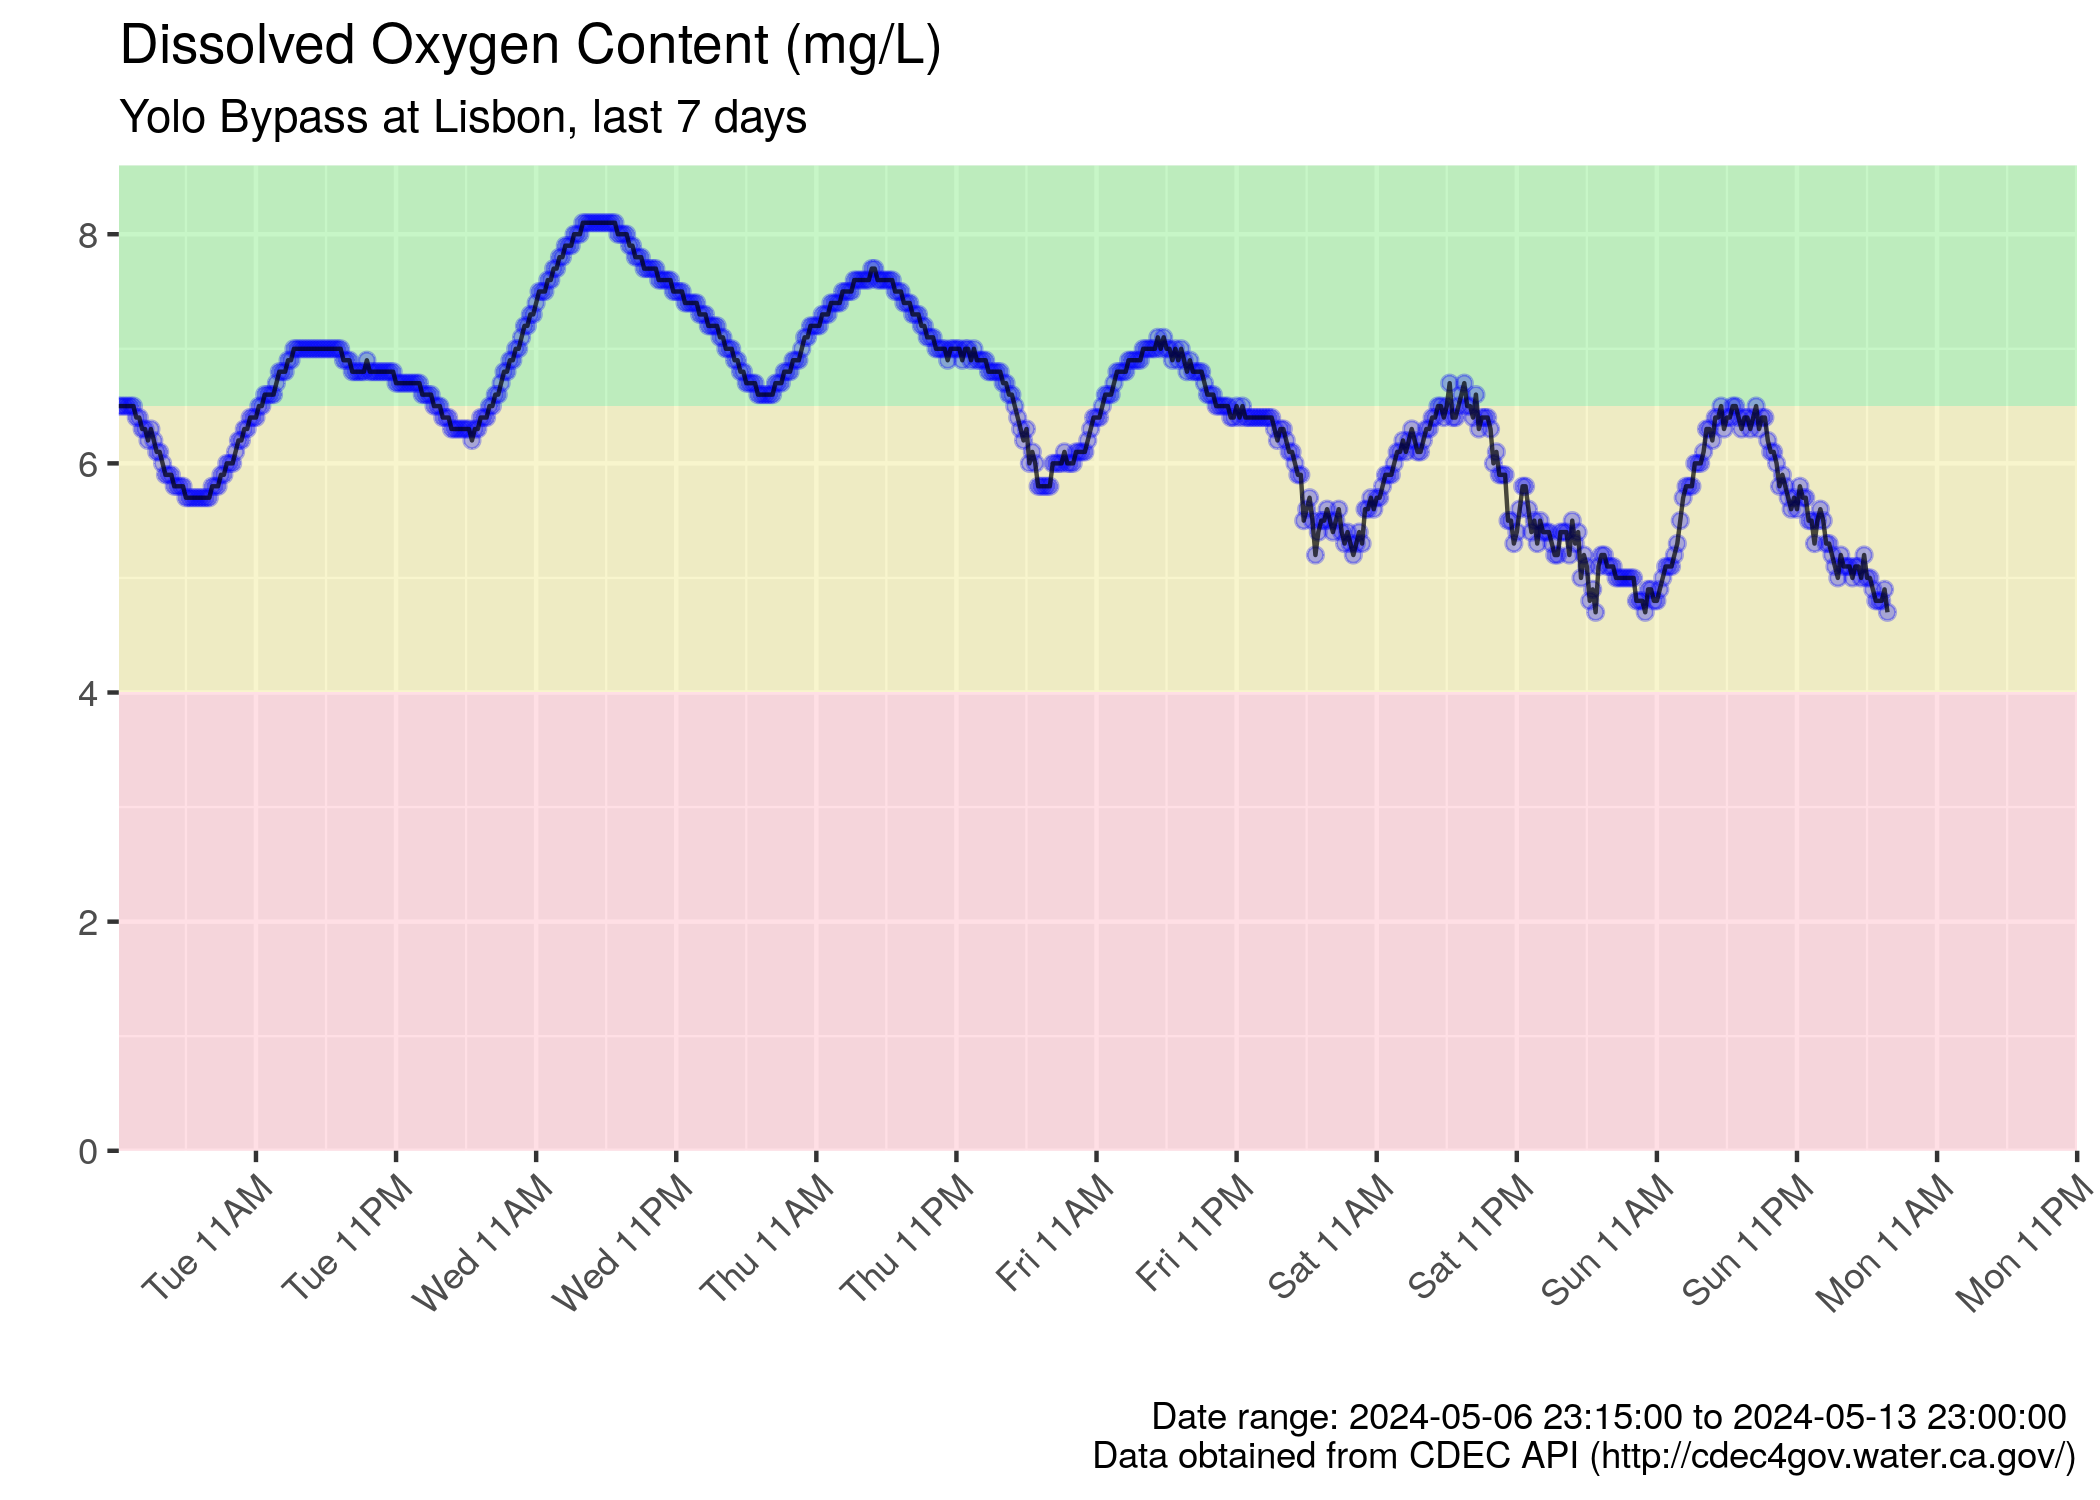 Dissolved Oxygen Content (mg/L)
Yolo Bypass at Lisbon, last 7 days
8
6
4
2
0
Tue 11AM
Tue 11PM
Wed 11AM
Wed 11PM
Thu 11AM
Thu 11PM
Fri 11AM
Fri 11PM
Sat 11AM
Sat 11PM
Sun 11AM
Sun 11PM
Mon 11AM
Mon 11PM
Date range: 2024-05-06 23:15:00 to 2024-05-13 23:00:00
Data obtained from CDEC API (http://cdec4gov.water.ca.gov/)